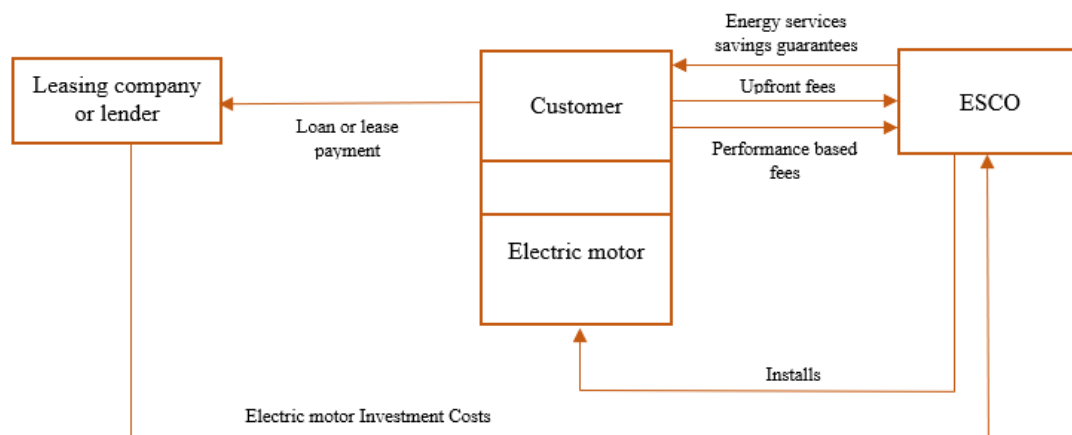 Energy services
savings guarantees
Leasing company
or lender
Customer
Upfront fees
ESCO
Loan or lease
payment
Performance based
fees
Electric motor
Installs
Electric motor Investment Costs